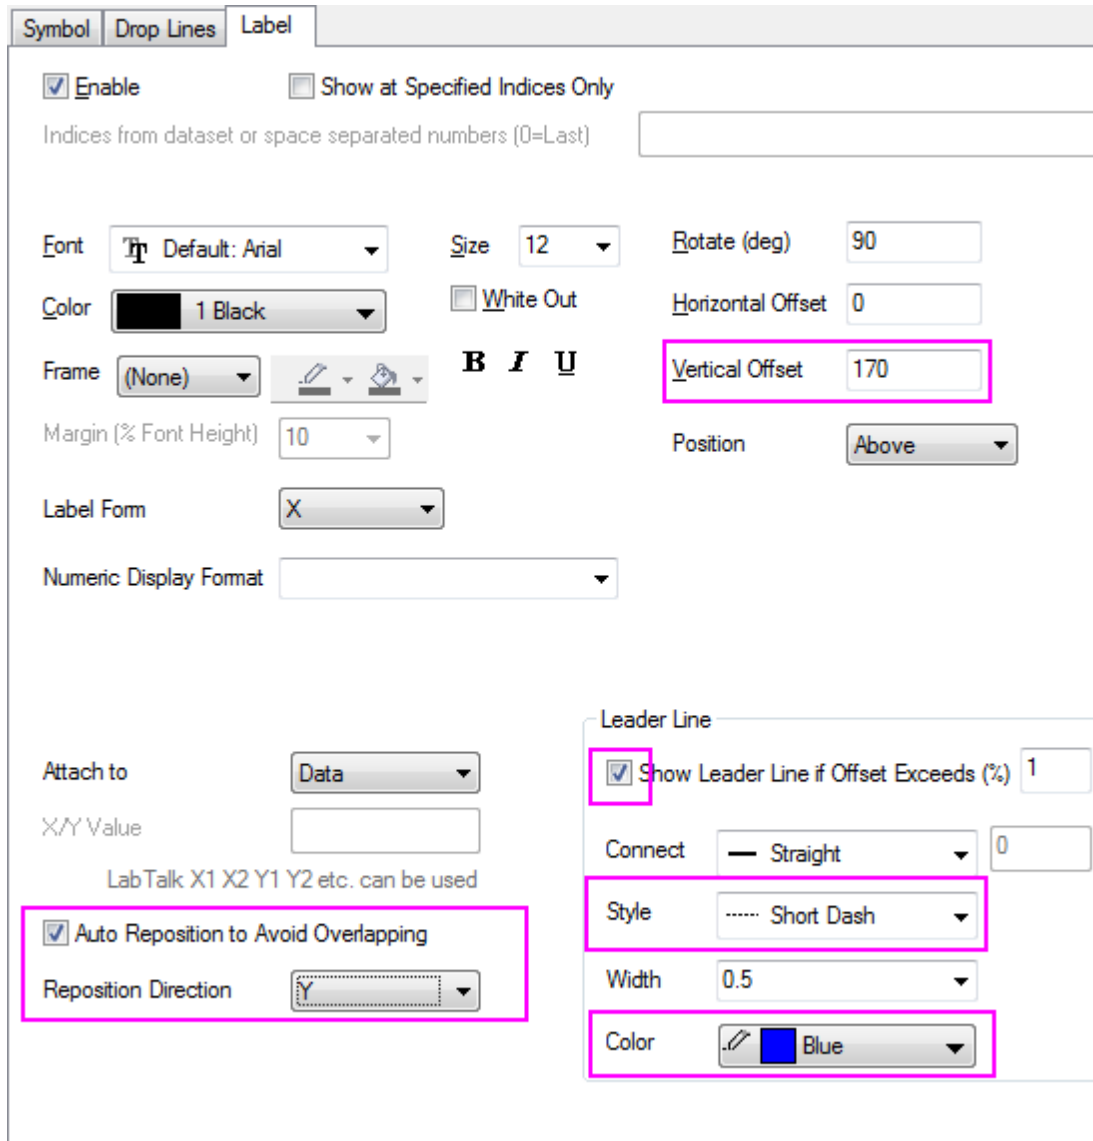 Symbol Drop Lines Label
Enable Show at Specified Indices Only
Indices from dataset or space separated numbers (0=Last)
Font Default: Arial Size 12 Rotate (deg) 90
Color 1 Black White Out Horizontal Offset 0
Frame (None) B I U Vertical Offset 170
Margin (% Font Height) 10 Position Above
Label Form X
Numeric Display Format
Leader Line
Attach to Data Show Leader Line if Offset Exceeds (%) 1
X/Y Value Connect Straight 0
LabTalk X1 X2 Y1 Y2 etc. can be used
Auto Reposition to Avoid Overlapping Style Short Dash
Reposition Direction Y Width 0.5
Color Blue